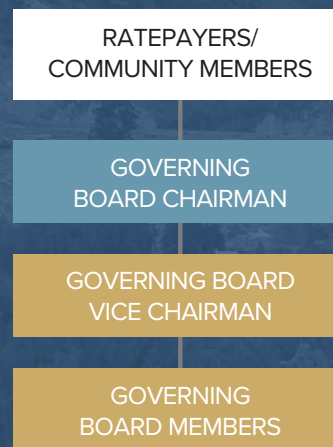 RATEPAYERS/
COMMUNITY MEMBERS
GOVERNING
BOARD CHAIRMAN
GOVERNING BOARD
VICE CHAIRMAN
GOVERNING
BOARD MEMBERS